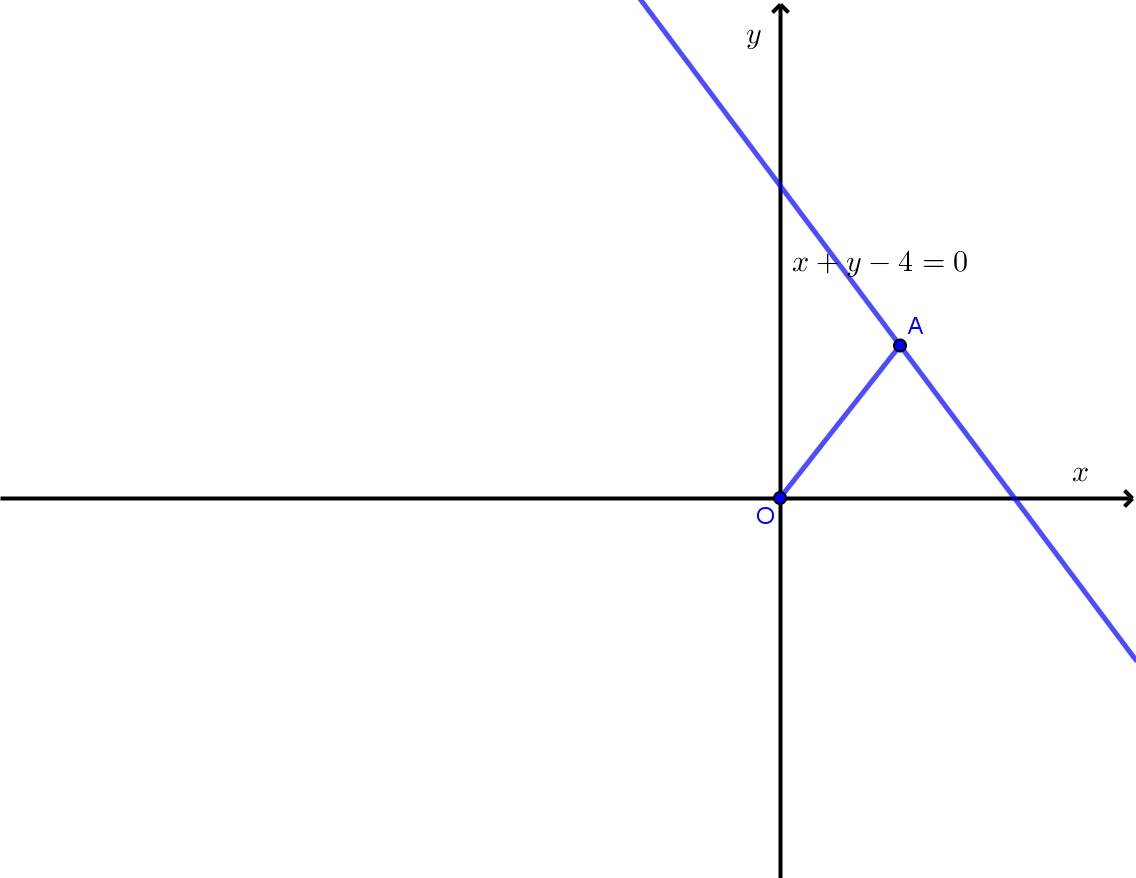 y
x + y − 4 = 0
A
x
O